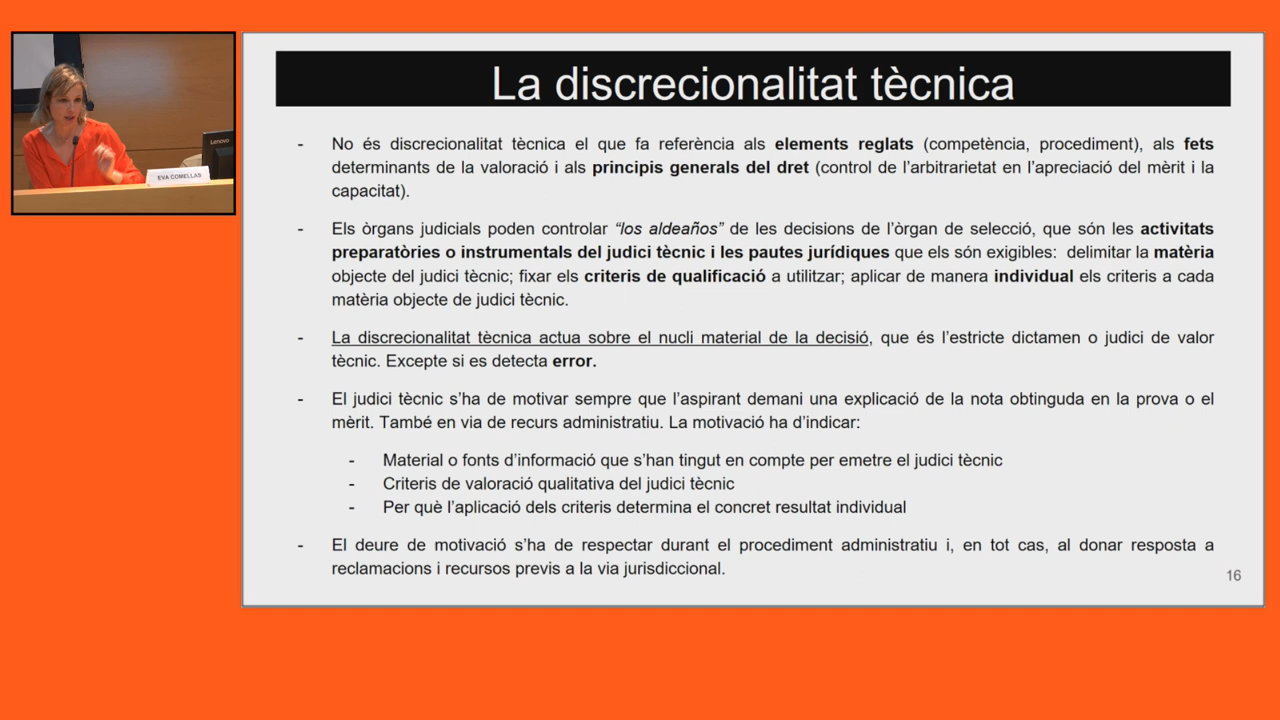 Lenovo
EVA COMELLAS
La discrecionalitat tècnica
- No és discrecionalitat tècnica el que fa referència als elements reglats (competència, procediment), als fets
determinants de la valoració i als principis generals del dret (control de l’arbitrarietat en l’apreciació del mèrit i la
capacitat).
- Els òrgans judicials poden controlar “los aldeaños” de les decisions de l’òrgan de selecció, que són les activitats
preparatòries o instrumentals del judici tècnic i les pautes jurídiques que els són exigibles: delimitar la matèria
objecte del judici tècnic; fixar els criteris de qualificació a utilitzar; aplicar de manera individual els criteris a cada
matèria objecte de judici tècnic.
- La discrecionalitat tècnica actua sobre el nucli material de la decisió, que és l’estricte dictamen o judici de valor
tècnic. Excepte si es detecta error.
- El judici tècnic s’ha de motivar sempre que l’aspirant demani una explicació de la nota obtinguda en la prova o el
mèrit. També en via de recurs administratiu. La motivació ha d’indicar:
- Material o fonts d’informació que s’han tingut en compte per emetre el judici tècnic
- Criteris de valoració qualitativa del judici tècnic
- Per què l’aplicació dels criteris determina el concret resultat individual
- El deure de motivació s’ha de respectar durant el procediment administratiu i, en tot cas, al donar resposta a
reclamacions i recursos previs a la via jurisdiccional.
16